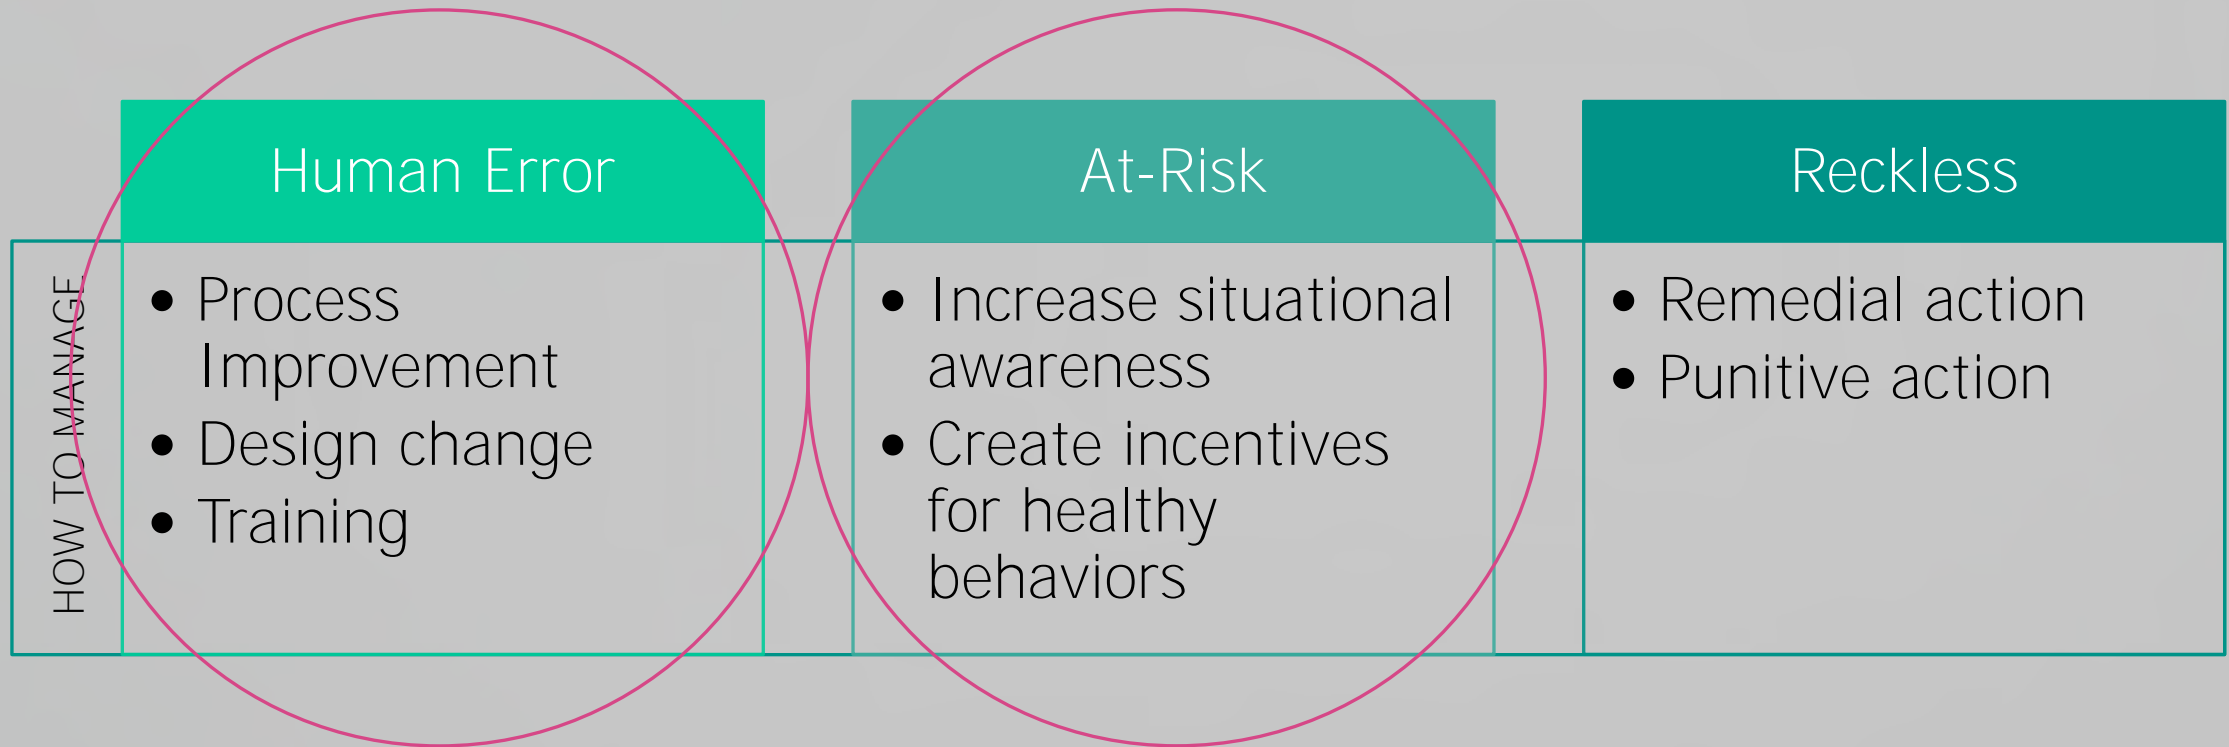 Human Error
At-Risk
Reckless
HOW TO MANAGE
• Process
Improvement
• Design change
• Training
• Increase situational
awareness
• Create incentives
for healthy
behaviors
• Remedial action
• Punitive action